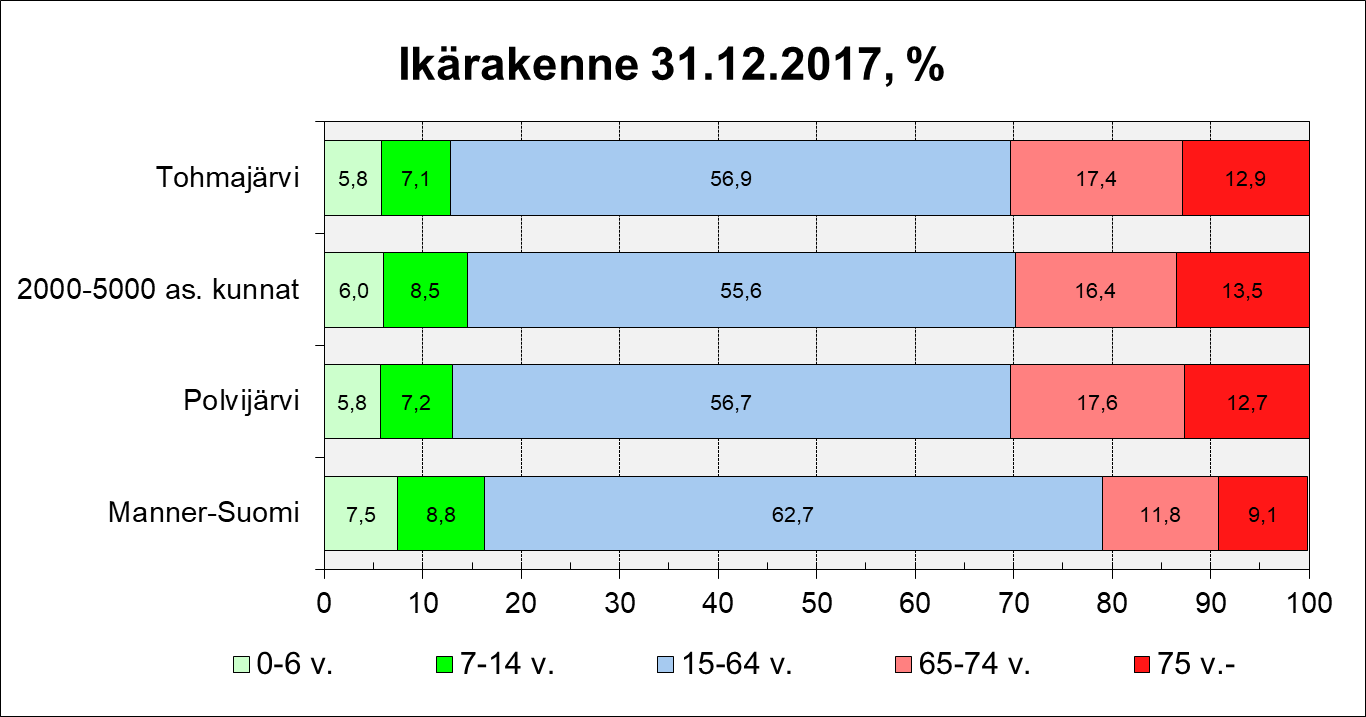 Ikärakenne 31.12.2017, %
Tohmajärvi 5,8 7,1 56,9 17,4 12,9
2000-5000 as. kunnat 6,0 8,5 55,6 16,4 13,5
Polvijärvi 5,8 7,2 56,7 17,6 12,7
Manner-Suomi 7,5 8,8 62,7 11,8 9,1
0 10 20 30 40 50 60 70 80 90 100
0-6 v. 7-14 v. 15-64 v. 65-74 v. 75 v.-